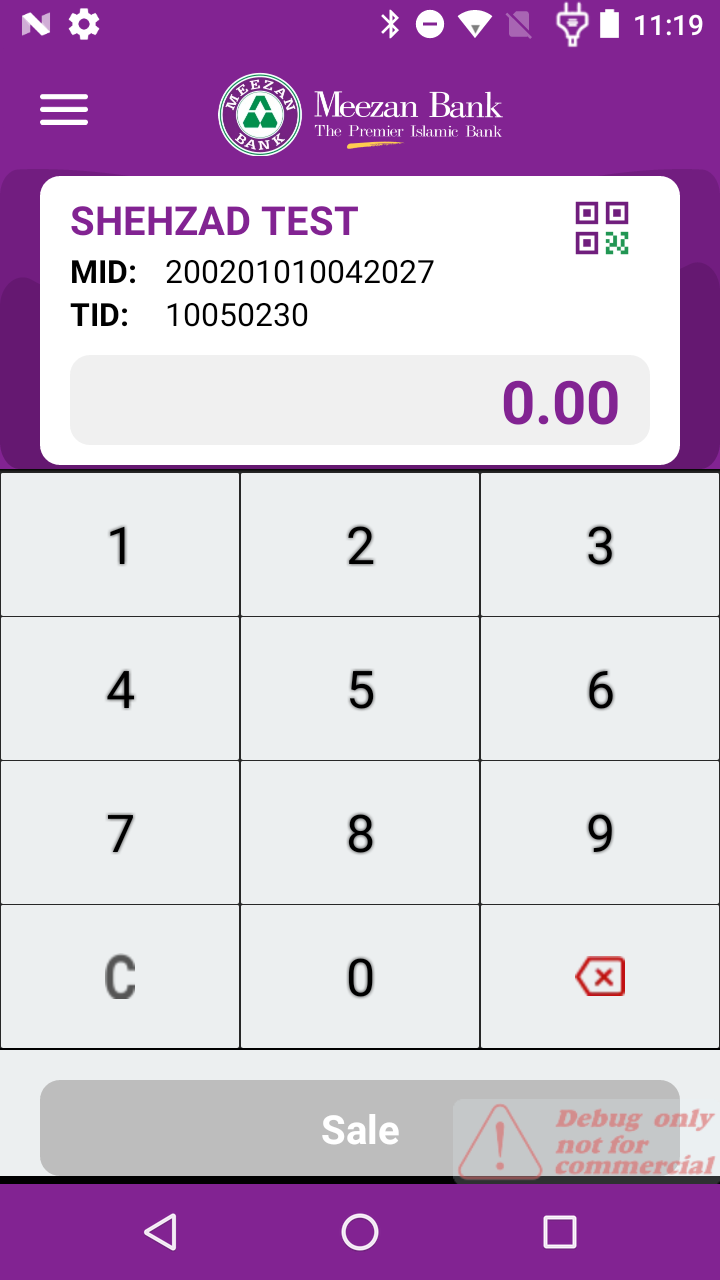 11:19
MEEZAN BANK
Meezan Bank
The Premier Islamic Bank
SHEHZAD TEST
MID: 200201010042027
TID: 10050230
0.00
1 2 3
4 5 6
7 8 9
C 0
Sale
Debug only
not for
commercial